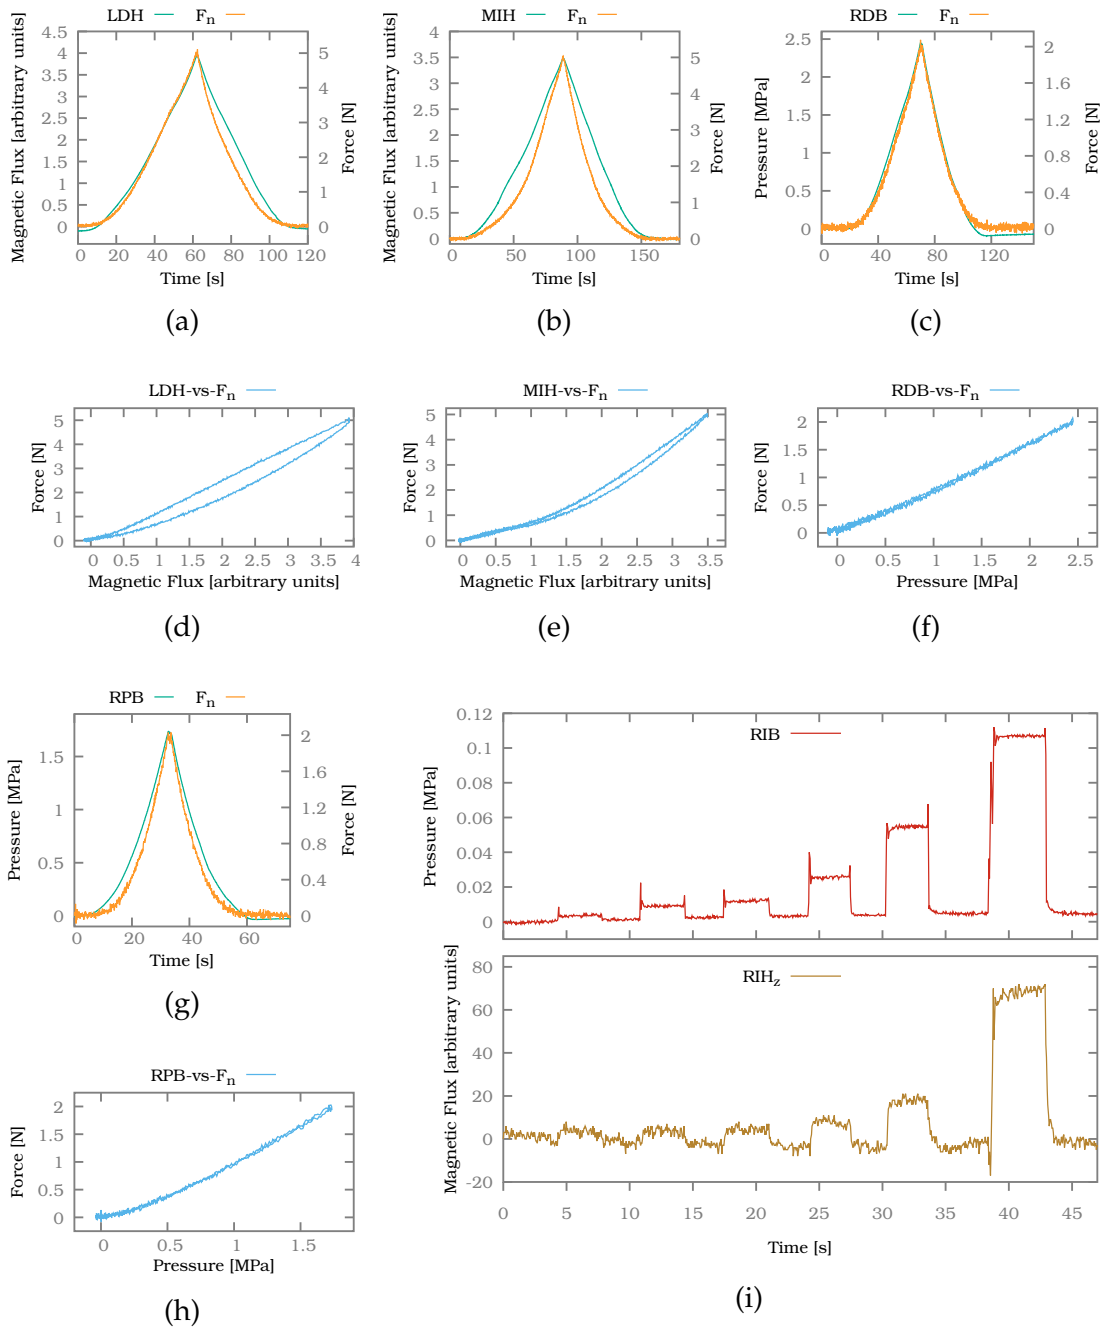 LDH F_n
Magnetic Flux [arbitrary units]
4.5
4
3.5
3
2.5
2
1.5
1
0.5
0
5
4
3
2
1
0
Force [N]
0 20 40 60 80 100 120
Time [s]
(a)
MIH F_n
Magnetic Flux [arbitrary units]
4
3.5
3
2.5
2
1.5
1
0.5
0
5
4
3
2
1
0
Force [N]
0 50 100 150
Time [s]
(b)
RDB F_n
Pressure [MPa]
2.5
2
1.5
1
0.5
0
2
1.6
1.2
0.8
0.4
0
Force [N]
0 40 80 120
Time [s]
(c)
LDH-vs-F_n
Force [N]
5
4
3
2
1
0
0 0.5 1 1.5 2 2.5 3 3.5 4
Magnetic Flux [arbitrary units]
(d)
MIH-vs-F_n
Force [N]
5
4
3
2
1
0
0 0.5 1 1.5 2 2.5 3 3.5
Magnetic Flux [arbitrary units]
(e)
RDB-vs-F_n
Force [N]
2
1.5
1
0.5
0
0 0.5 1 1.5 2 2.5
Pressure [MPa]
(f)
RPB F_n
Pressure [MPa]
1.5
1
0.5
0
2
1.6
1.2
0.8
0.4
0
Force [N]
0 20 40 60
Time [s]
(g)
RPB-vs-F_n
Force [N]
2
1.5
1
0.5
0
0 0.5 1 1.5
Pressure [MPa]
(h)
RIB
Pressure [MPa]
0.12
0.1
0.08
0.06
0.04
0.02
0
RIH_z
Magnetic Flux [arbitrary units]
80
60
40
20
0
-20
0 5 10 15 20 25 30 35 40 45
Time [s]
(i)